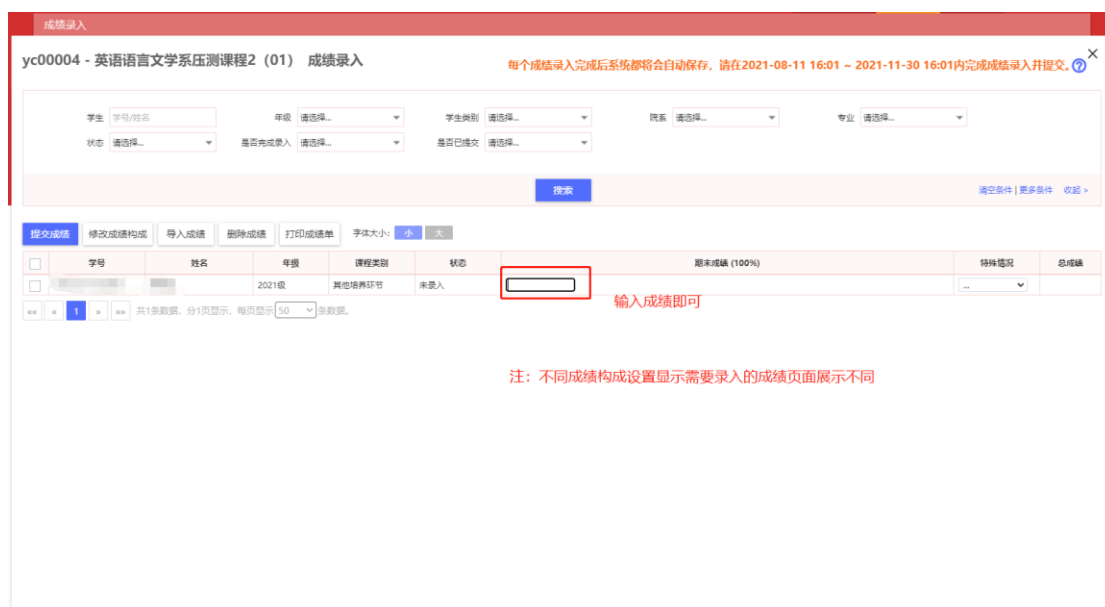 成绩录入
yc00004 - 英语语言文学系压测课程2（01） 成绩录入
每个成绩录入完成后系统都将会自动保存，请在2021-08-11 16:01 ~ 2021-11-30 16:01内完成成绩录入并提交。?
×
学生 学号/姓名 年级 请选择... 学生类别 请选择... 院系 请选择... 专业 请选择...
状态 请选择... 是否完成录入 请选择... 是否已提交 请选择...
搜索
清空条件 | 更多条件 收起 >
提交成绩 修改成绩构成 导入成绩 删除成绩 打印成绩单 字体大小: 小 大
学号 姓名 年级 课程类别 状态 期末成绩 (100%) 特殊情况 总成绩
2021级 其他培养环节 未录入 ...
输入成绩即可
«« « 1 » »» 共1条数据，分1页显示，每页显示 50 条数据。
注：不同成绩构成设置显示需要录入的成绩页面展示不同